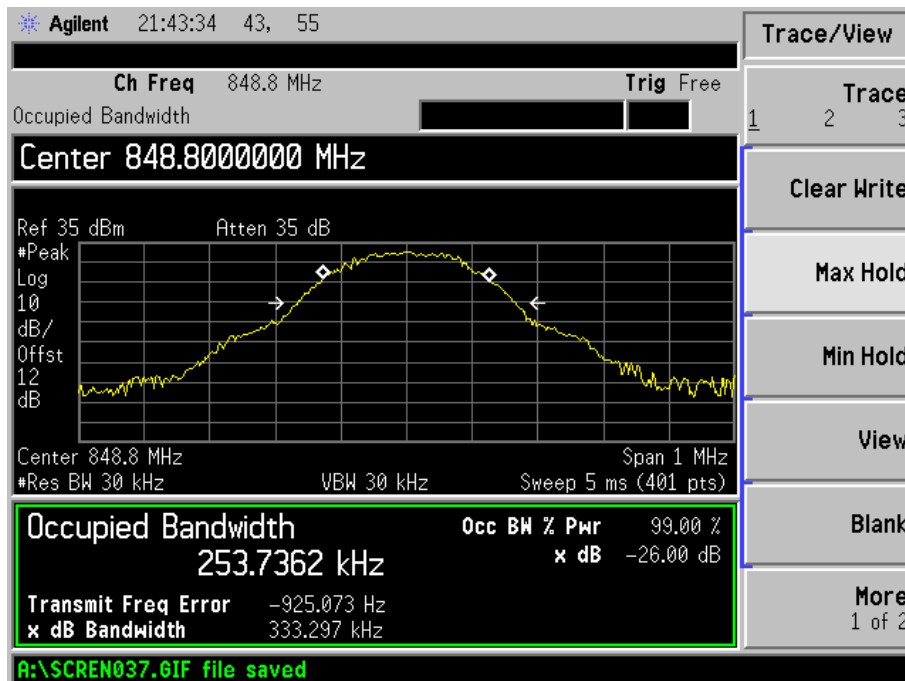 Agilent 21:43:34 43, 55
Trace/View
Ch Freq 848.8 MHz Trig Free
Occupied Bandwidth
Trace
1 2 3
Center 848.8000000 MHz
Clear Write
Ref 35 dBm Atten 35 dB
#Peak
Log
10
dB/
Offst
12
dB
Max Hold
Min Hold
Center 848.8 MHz Span 1 MHz
#Res BW 30 kHz VBW 30 kHz Sweep 5 ms (401 pts)
View
Occupied Bandwidth Occ BW % Pwr 99.00 %
253.7362 kHz x dB -26.00 dB
Blank
Transmit Freq Error -925.073 Hz
x dB Bandwidth 333.297 kHz
More
1 of 2
A:\SCREN037.GIF file saved